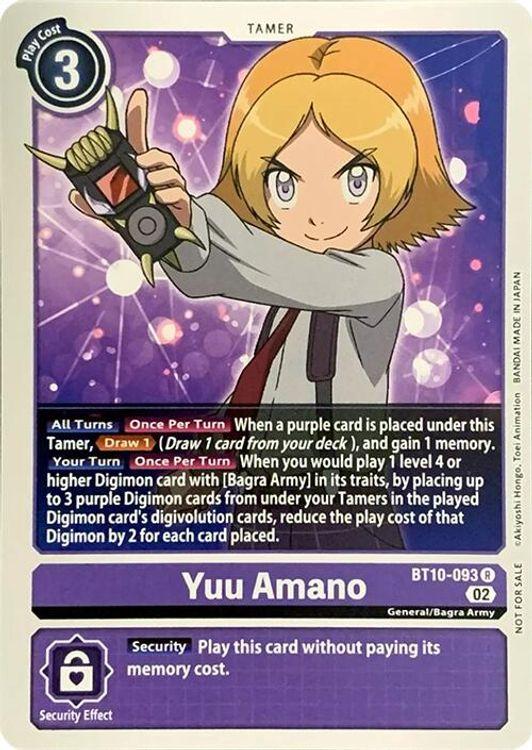 TAMER
Play Cost
3
All Turns Once Per Turn When a purple card is placed under this
Tamer, Draw 1 (Draw 1 card from your deck), and gain 1 memory.
Your Turn Once Per Turn When you would play 1 level 4 or
higher Digimon card with [Bagra Army] in its traits, by placing up
to 3 purple Digimon cards from under your Tamers in the played
Digimon card's digivolution cards, reduce the play cost of that
Digimon by 2 for each card placed.
©Akiyoshi Hongo, Toei Animation BANDAI MADE IN JAPAN
NOT FOR SALE
Yuu Amano
BT10-093 R
02
General/Bagra Army
Security Play this card without paying its
memory cost.
Security Effect